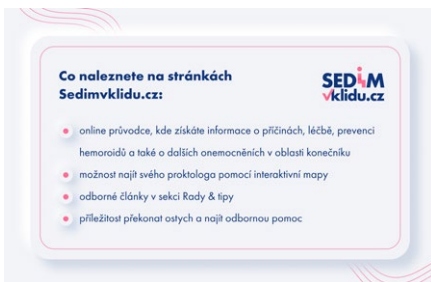 Co naleznete na stránkách
Sedimvklidu.cz:
SEDiM
vklidu.cz
online průvodce, kde získáte informace o příčinách, léčbě, prevenci
hemoroidů a také o dalších onemocněních v oblasti konečníku
možnost najít svého proktologa pomocí interaktivní mapy
odborné články v sekci Rady & tipy
příležitost překonat ostych a najít odbornou pomoc